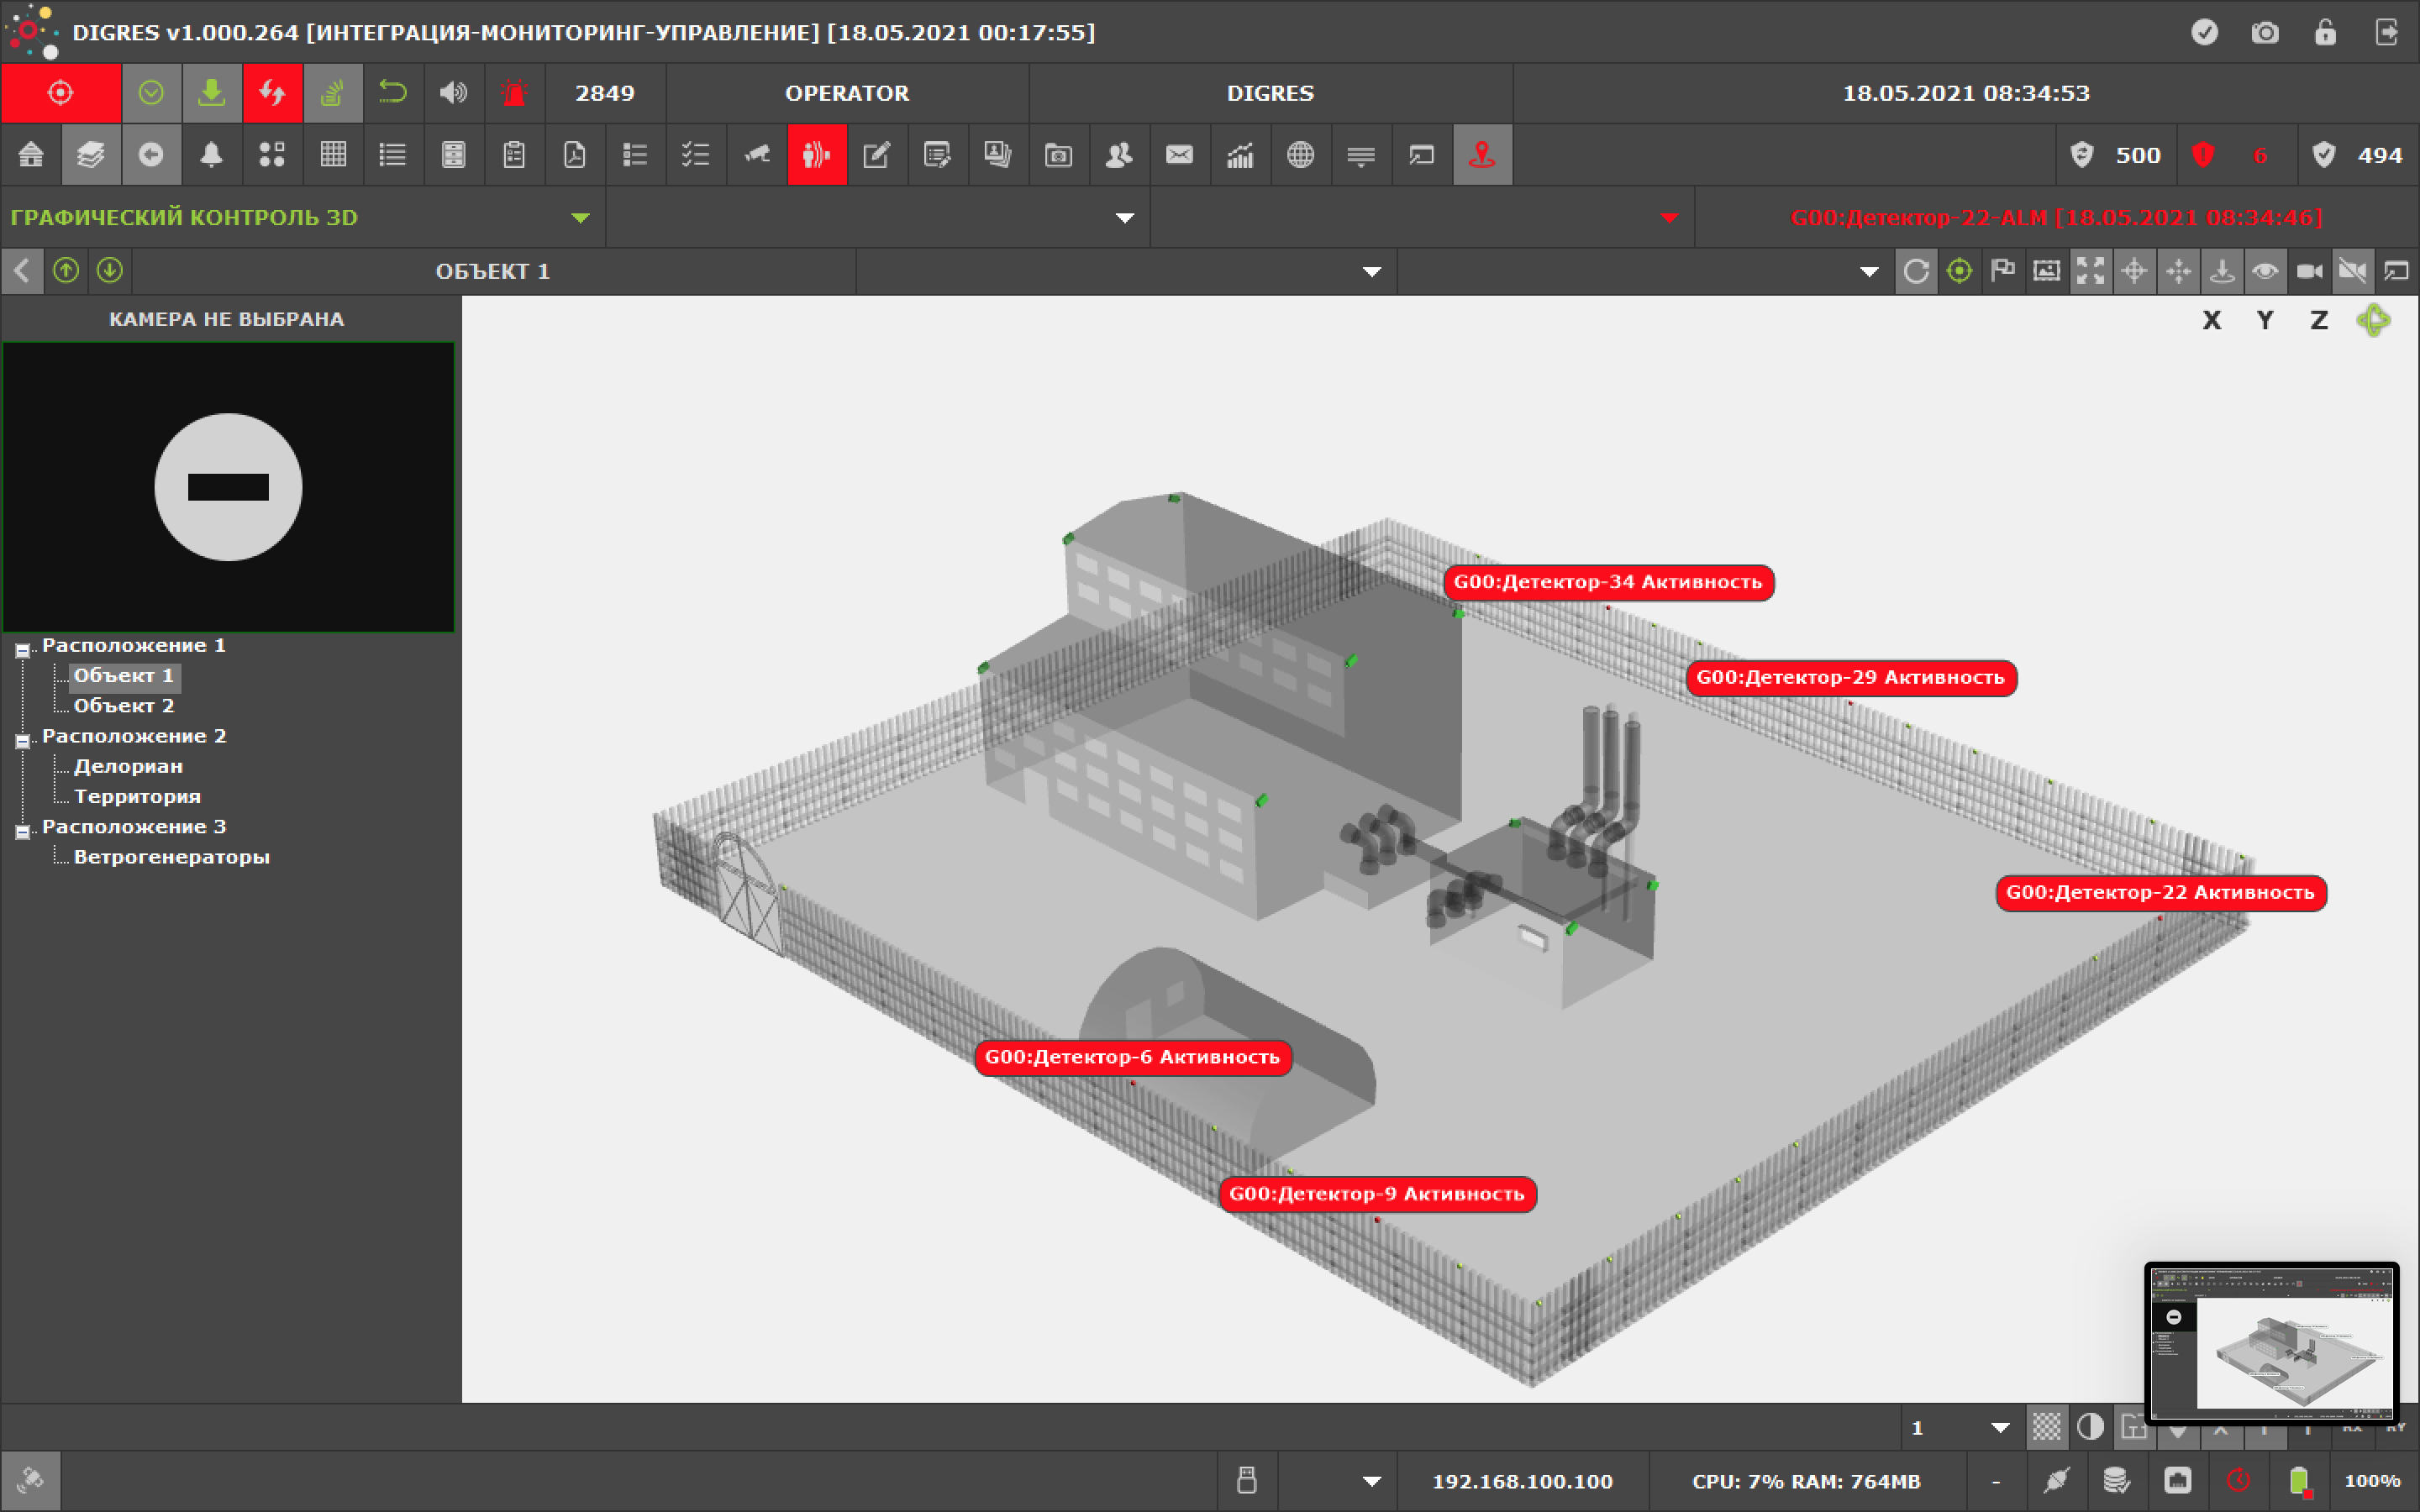 DIGRES v1.000.264 [ИНТЕГРАЦИЯ-МОНИТОРИНГ-УПРАВЛЕНИЕ] [18.05.2021 00:17:55]
2849 OPERATOR DIGRES 18.05.2021 08:34:53
500 6 494
ГРАФИЧЕСКИЙ КОНТРОЛЬ 3D G00:Детектор-22-ALM [18.05.2021 08:34:46]
ОБЪЕКТ 1
КАМЕРА НЕ ВЫБРАНА
X Y Z
Расположение 1
Объект 1
Объект 2
Расположение 2
Делориан
Территория
Расположение 3
Ветрогенераторы
G00:Детектор-34 Активность
G00:Детектор-29 Активность
G00:Детектор-22 Активность
G00:Детектор-6 Активность
G00:Детектор-9 Активность
1
192.168.100.100 CPU: 7% RAM: 764MB - 100%